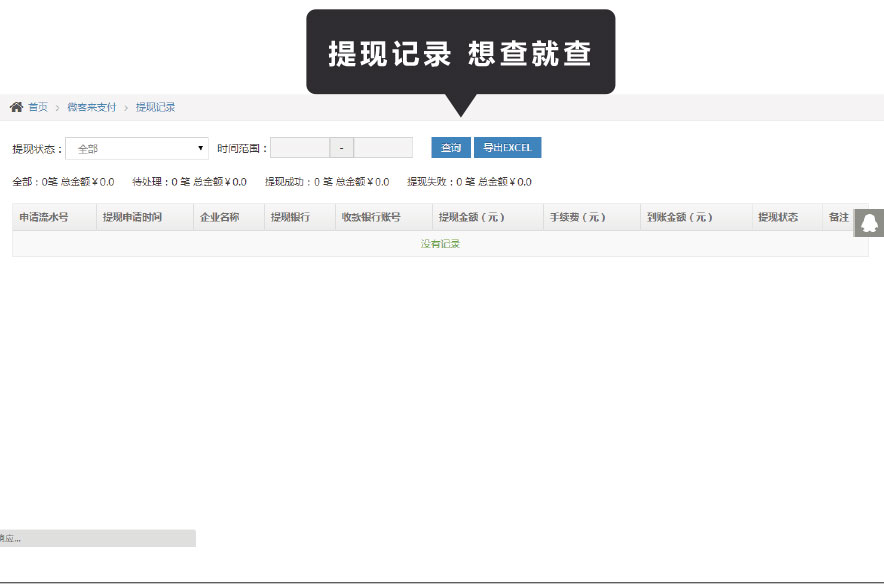 提现记录 想查就查
首页 > 微客来支付 > 提现记录
提现状态： 全部 时间范围： - 查询 导出EXCEL
全部：0笔 总金额￥0.0 待处理：0 笔 总金额￥0.0 提现成功：0 笔 总金额￥0.0 提现失败：0 笔 总金额￥0.0
申请流水号 提现申请时间 企业名称 提现银行 收款银行账号 提现金额（元） 手续费（元） 到账金额（元） 提现状态 备注
没有记录
应...